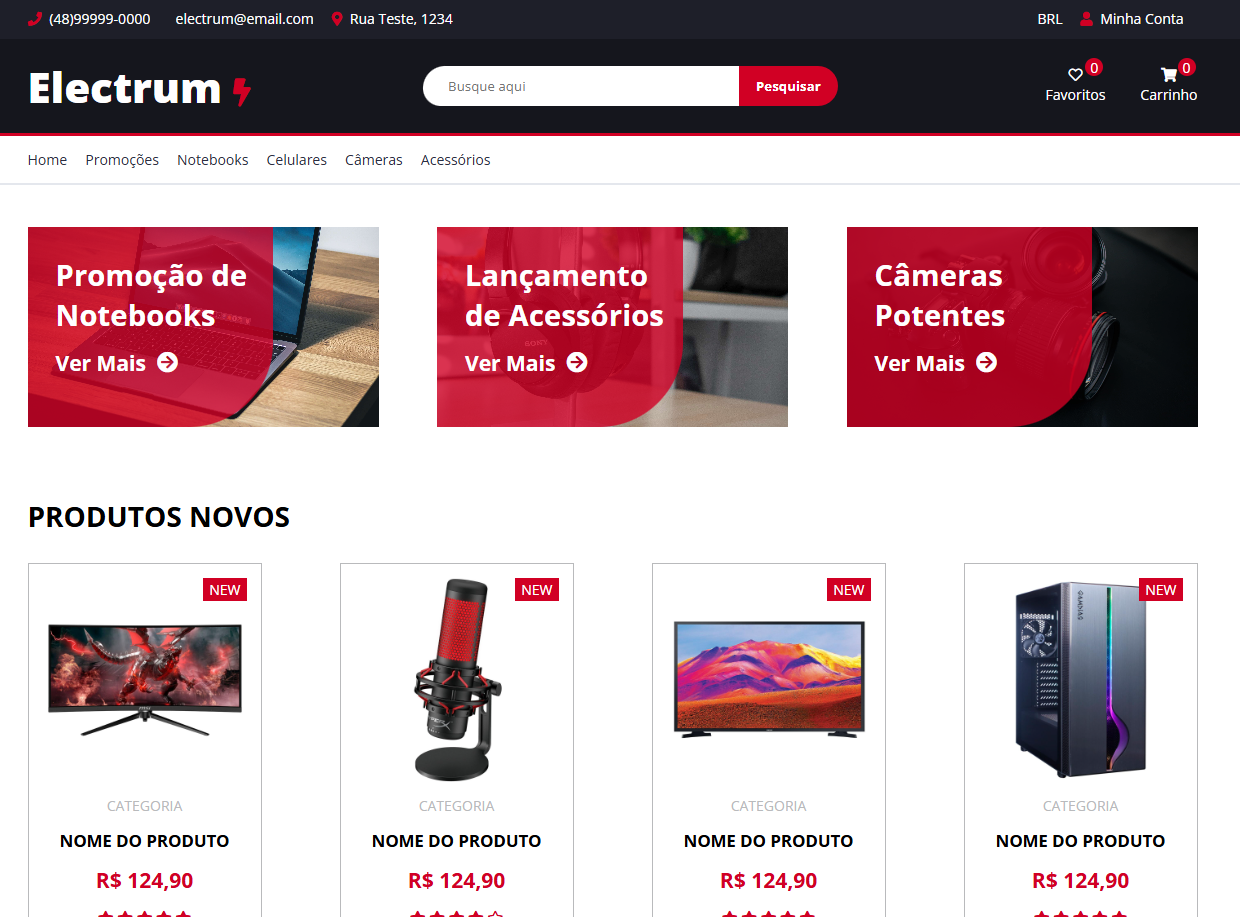 (48)99999-0000 electrum@email.com Rua Teste, 1234 BRL Minha Conta
Electrum
Busque aqui Pesquisar
0 0
Favoritos Carrinho
Home Promoções Notebooks Celulares Câmeras Acessórios
Promoção de
Notebooks
Ver Mais
Lançamento
de Acessórios
Ver Mais
Câmeras
Potentes
Ver Mais
SONY
PRODUTOS NOVOS
NEW NEW NEW NEW
GAMDIAS
CATEGORIA CATEGORIA CATEGORIA CATEGORIA
NOME DO PRODUTO NOME DO PRODUTO NOME DO PRODUTO NOME DO PRODUTO
R$ 124,90 R$ 124,90 R$ 124,90 R$ 124,90